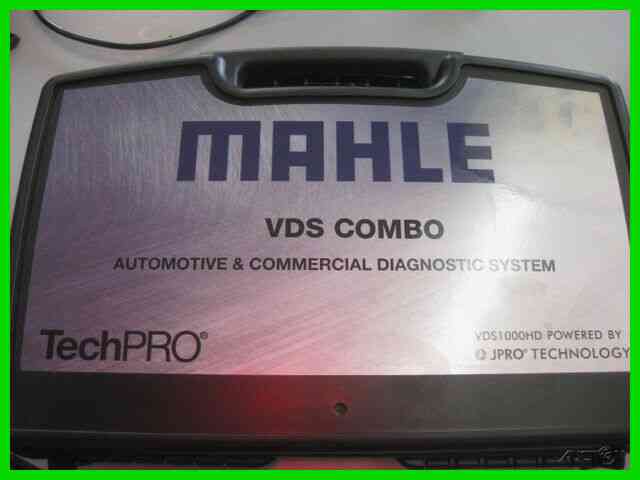 MAHLE
VDS COMBO
AUTOMOTIVE & COMMERCIAL DIAGNOSTIC SYSTEM
TechPRO®
VDS1000HD POWERED BY
JPRO® TECHNOLOGY